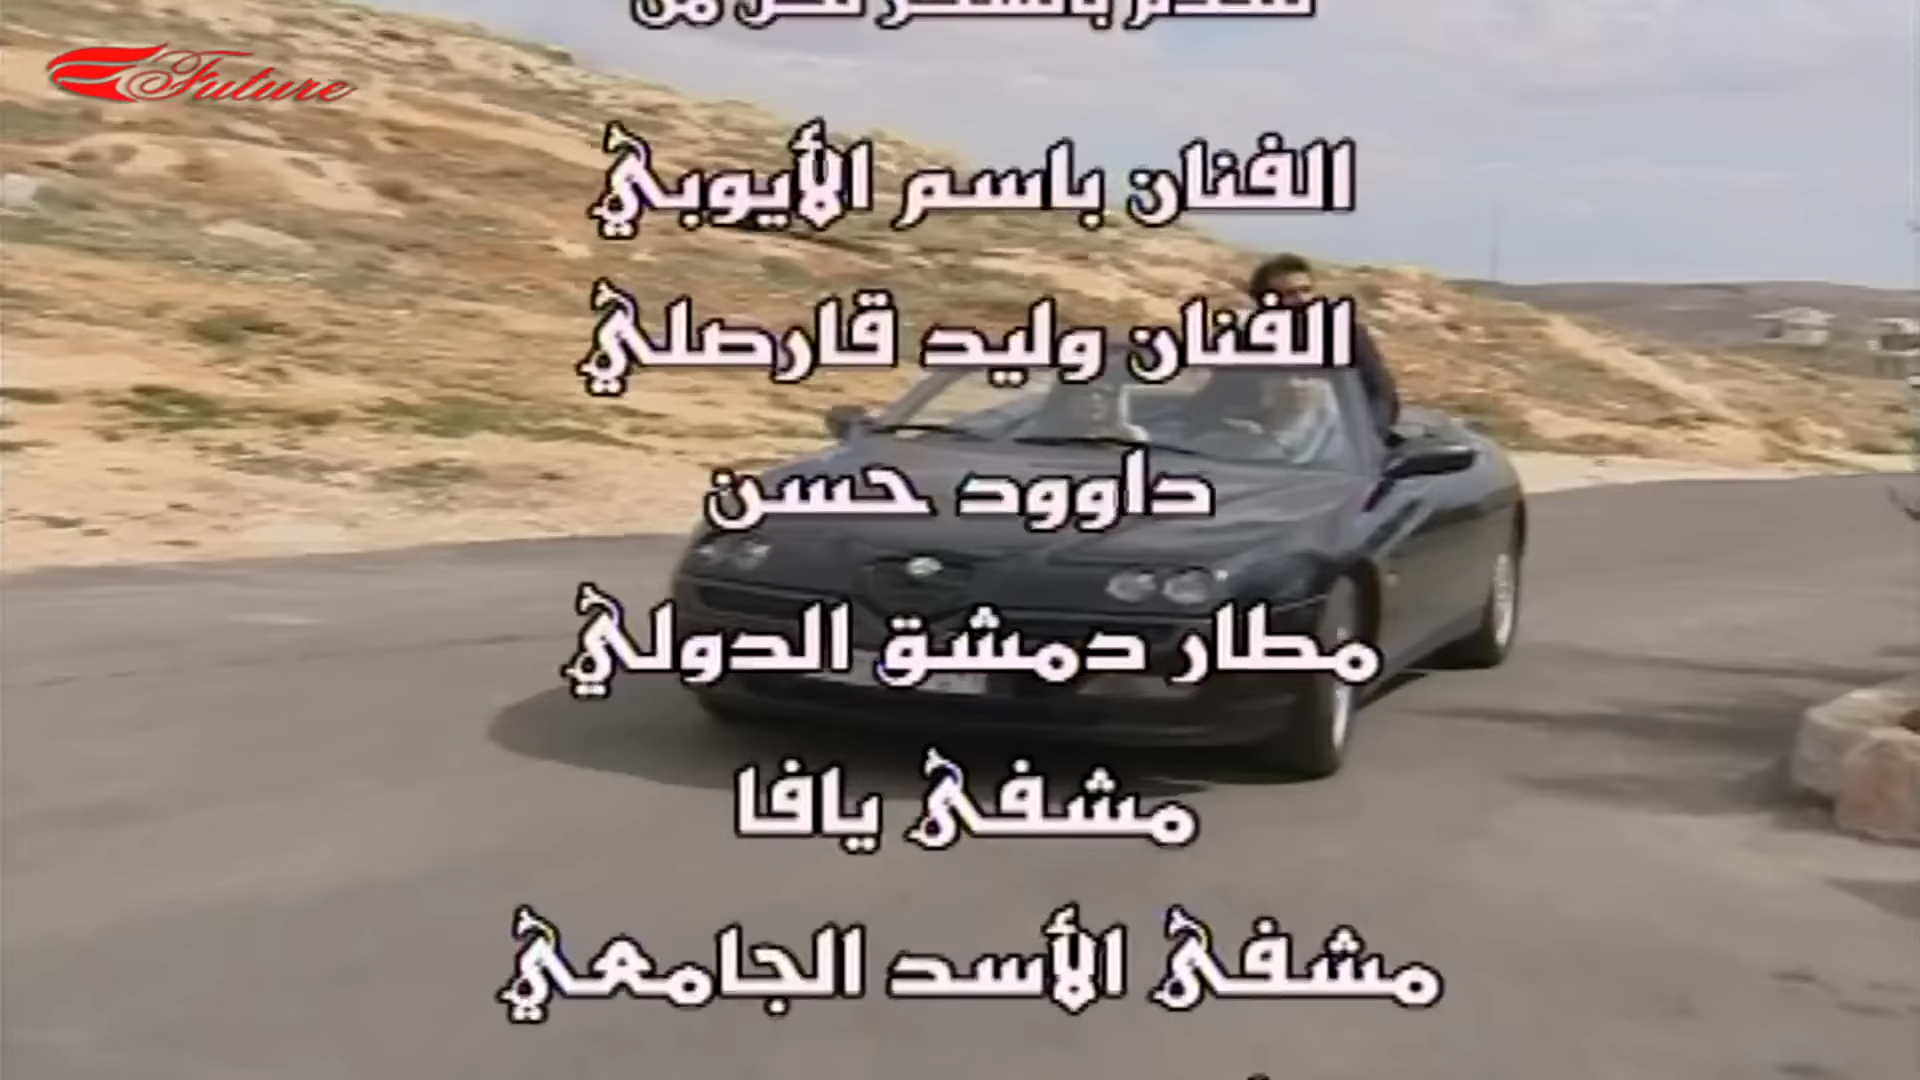 Future
الفنان باسم الأيوبي
الفنان وليد قارصلي
داوود حسن
مطار دمشق الدولي
مشفى يافا
مشفى الأسد الجامعي